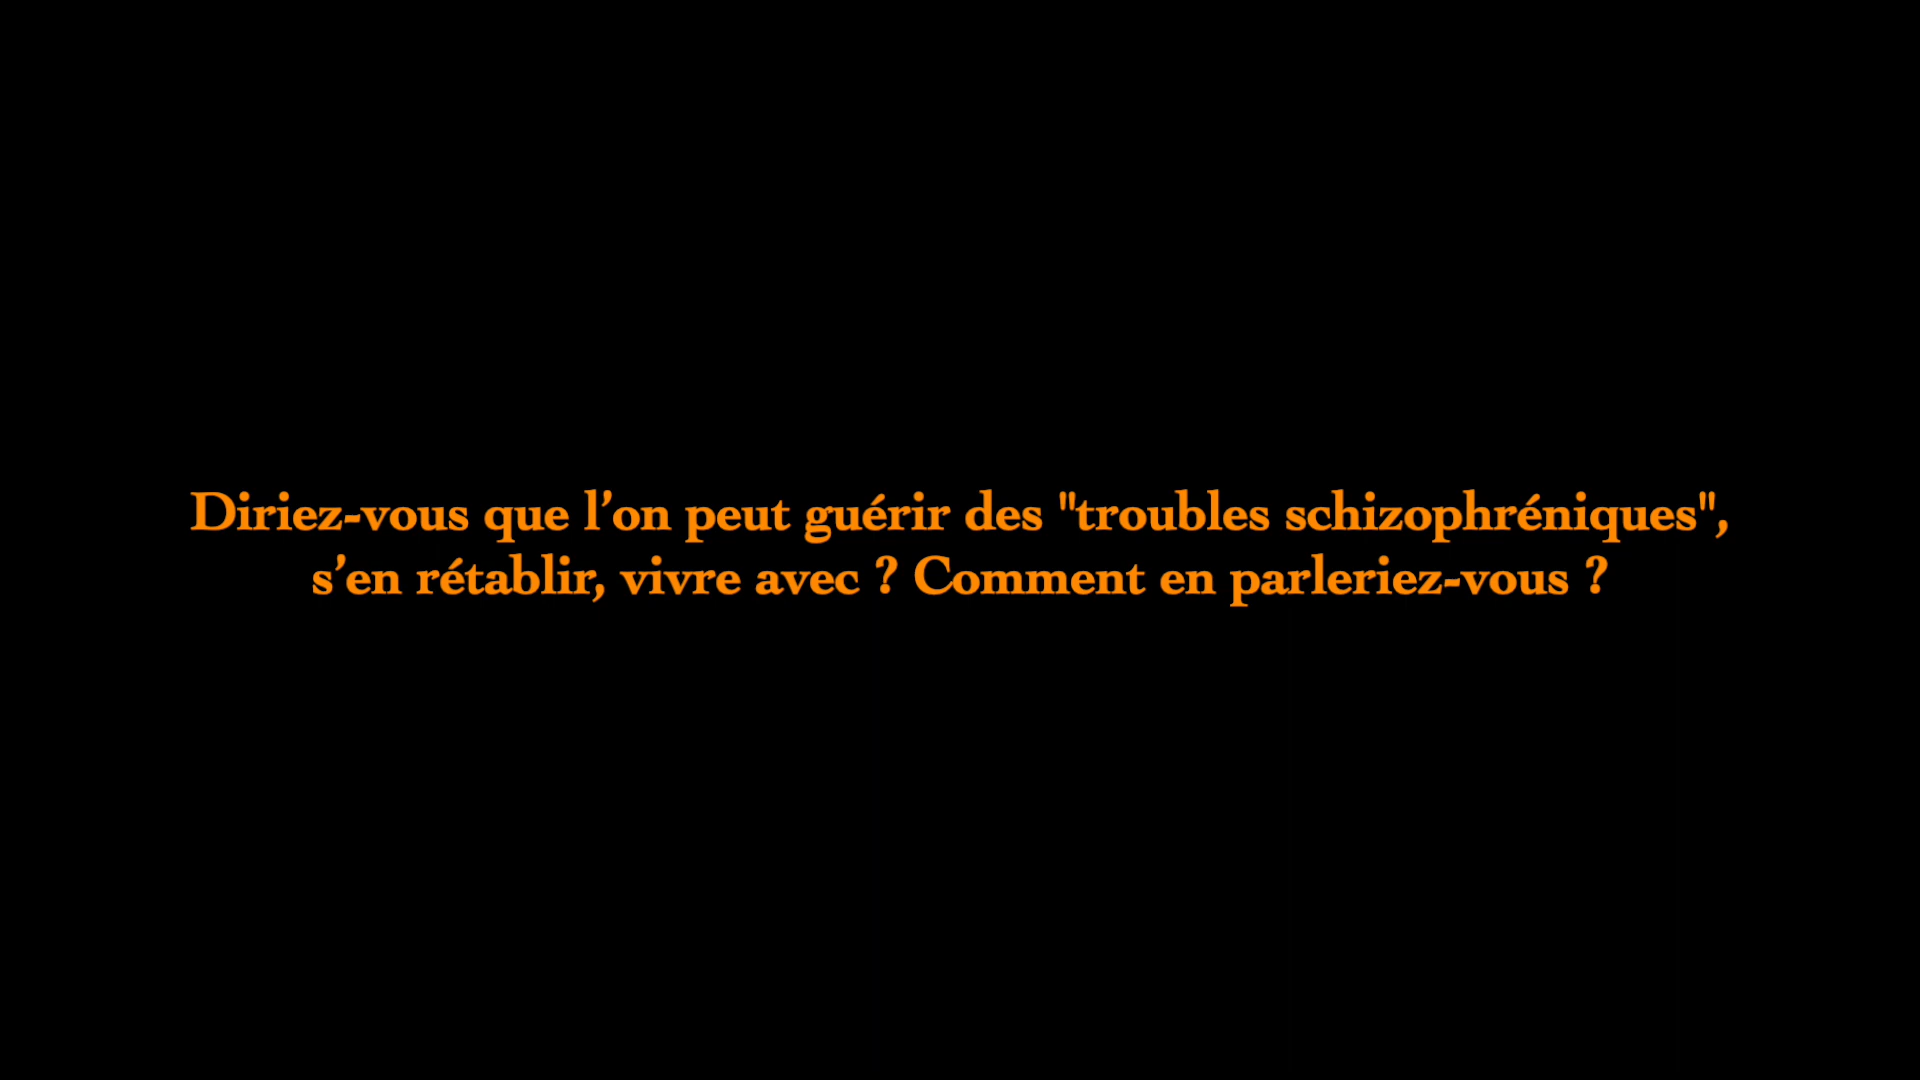 Diriez-vous que l’on peut guérir des "troubles schizophréniques",
s’en rétablir, vivre avec ? Comment en parleriez-vous ?